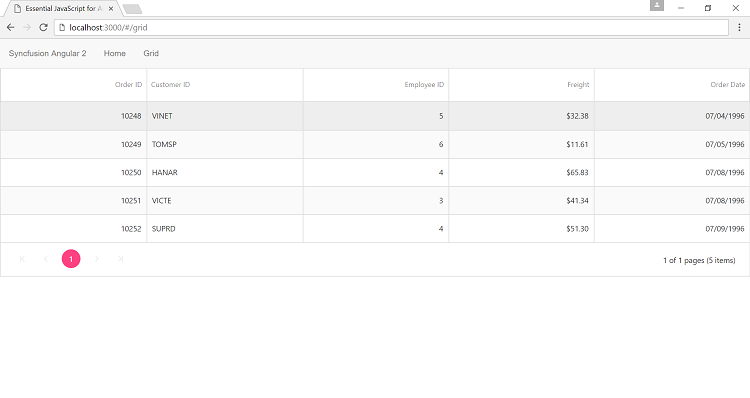 Essential JavaScript for A
localhost:3000/#/grid
Syncfusion Angular 2 Home Grid
Order ID Customer ID Employee ID Freight Order Date
10248 VINET 5 $32.38 07/04/1996
10249 TOMSP 6 $11.61 07/05/1996
10250 HANAR 4 $65.83 07/08/1996
10251 VICTE 3 $41.34 07/08/1996
10252 SUPRD 4 $51.30 07/09/1996
1 1 of 1 pages (5 items)